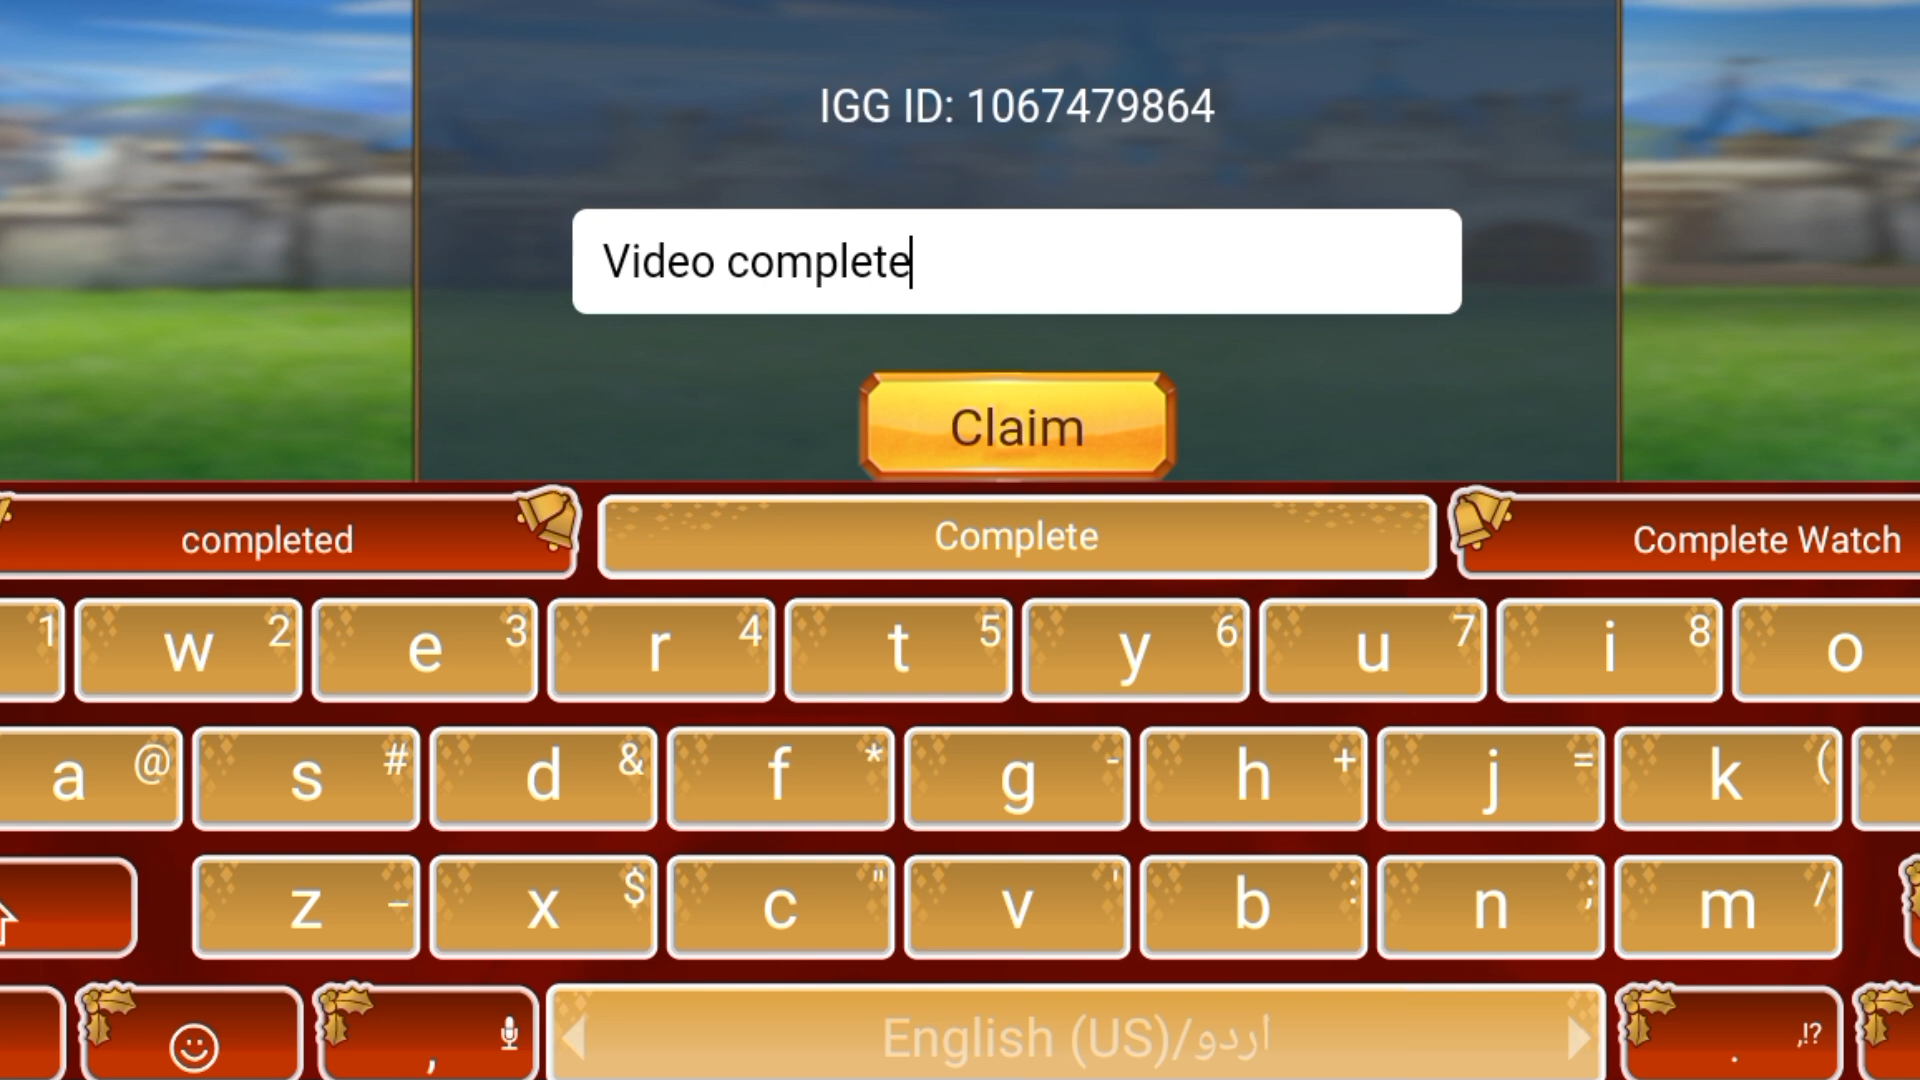 IGG ID: 1067479864
Video complete
Claim
completed Complete Complete Watch
1 w 2 e 3 r 4 t 5 y 6 u 7 i 8 o
a @ s # d & f * g - h + j = k (
z _ x $ c " v ' b : n ; m /
, English (US)/اردو . ,!?